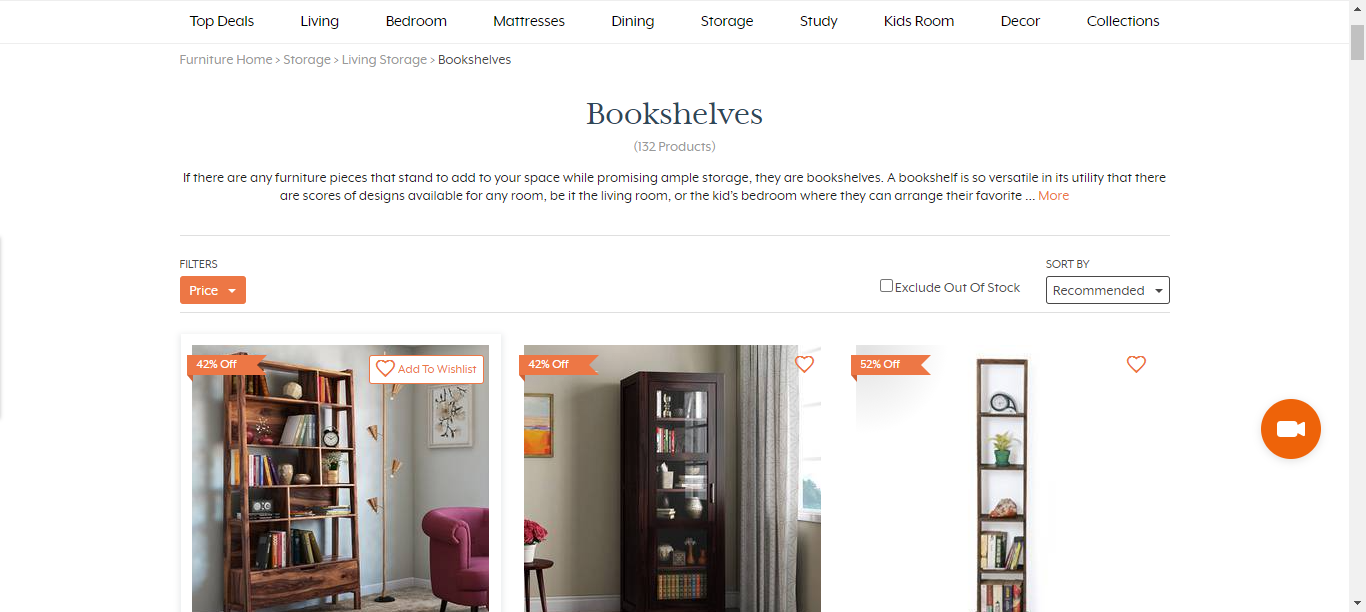 Top Deals Living Bedroom Mattresses Dining Storage Study Kids Room Decor Collections
Furniture Home > Storage > Living Storage > Bookshelves
Bookshelves
(132 Products)
If there are any furniture pieces that stand to add to your space while promising ample storage, they are bookshelves. A bookshelf is so versatile in its utility that there
are scores of designs available for any room, be it the living room, or the kid's bedroom where they can arrange their favorite ... More
FILTERS
Price
Exclude Out Of Stock
SORT BY
Recommended
42% Off
Add To Wishlist
42% Off
52% Off